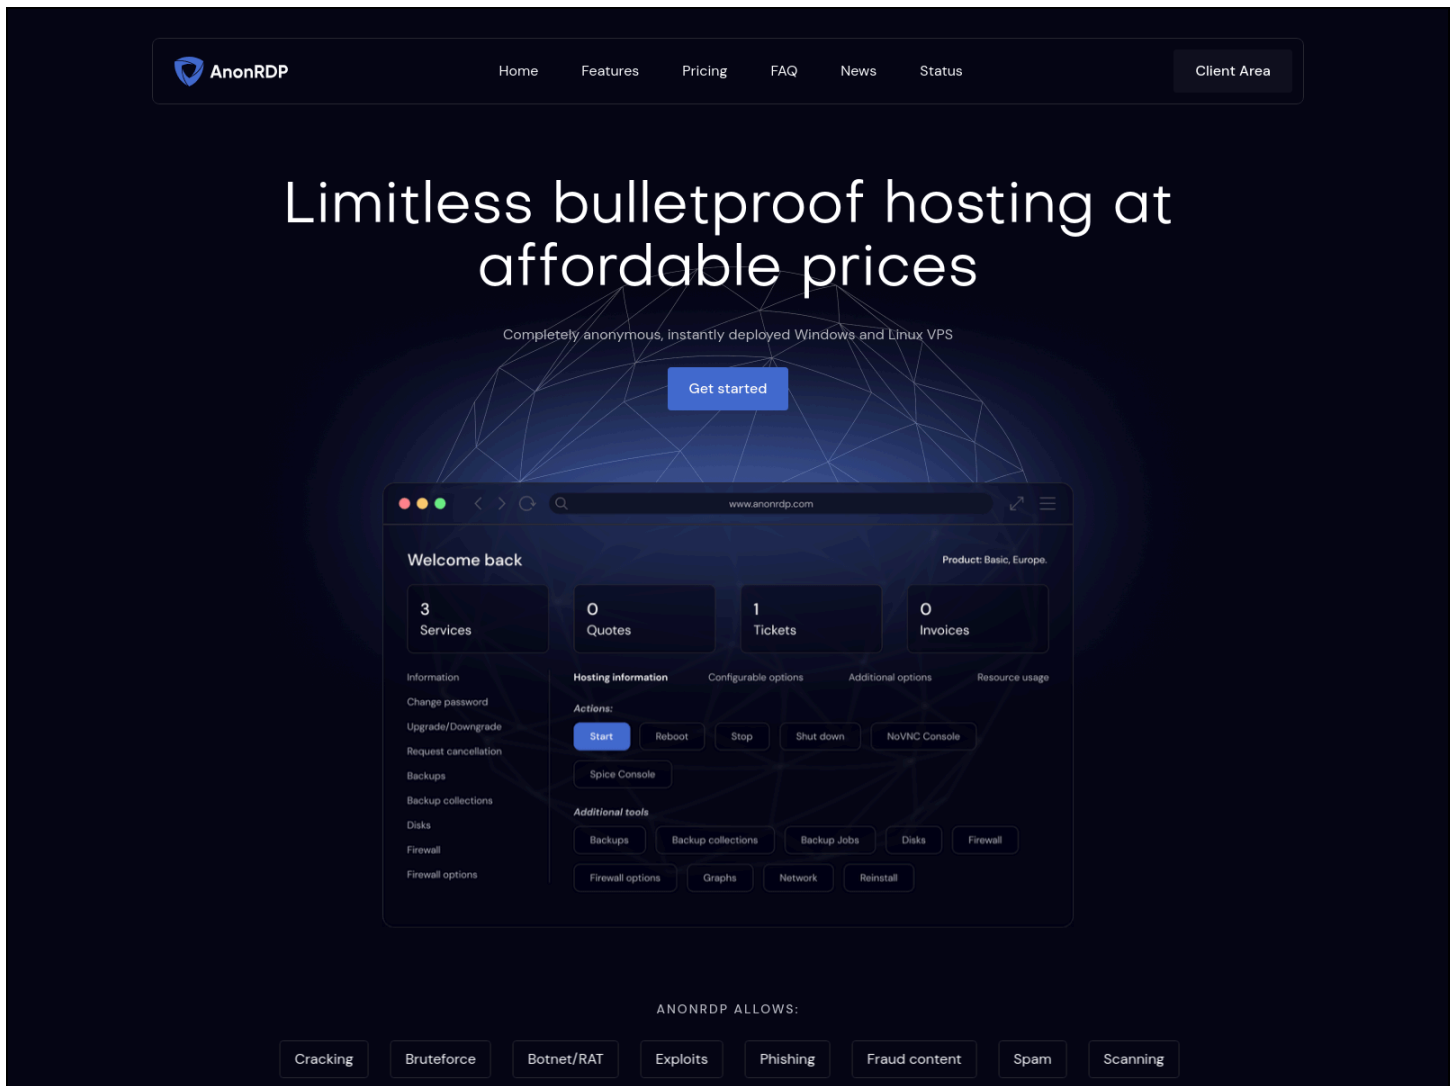 AnonRDP
Home Features Pricing FAQ News Status
Client Area
Limitless bulletproof hosting at
affordable prices
Completely anonymous, instantly deployed Windows and Linux VPS
Get started
www.anonrdp.com
Welcome back
Product: Basic, Europe.
3
Services
0
Quotes
1
Tickets
0
Invoices
Information
Change password
Upgrade/Downgrade
Request cancellation
Backups
Backup collections
Disks
Firewall
Firewall options
Hosting information Configurable options Additional options Resource usage
Actions:
Start Reboot Stop Shut down NoVNC Console
Spice Console
Additional tools
Backups Backup collections Backup Jobs Disks Firewall
Firewall options Graphs Network Reinstall
ANONRDP ALLOWS:
Cracking Bruteforce Botnet/RAT Exploits Phishing Fraud content Spam Scanning